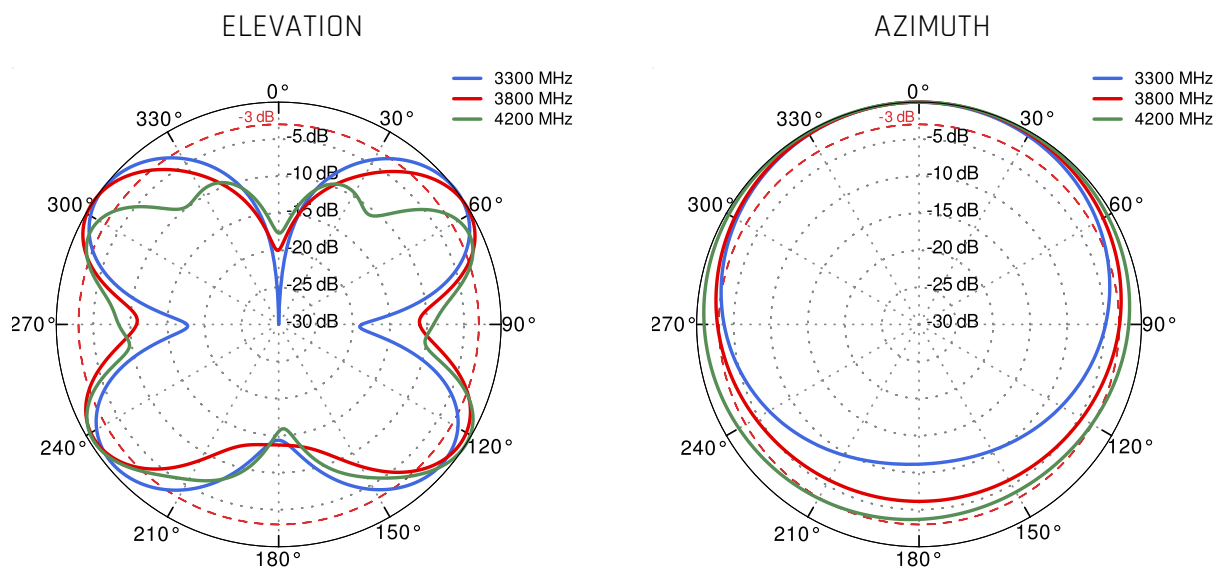 ELEVATION
3300 MHz
3800 MHz
4200 MHz
0°
330°
-3 dB
30°
-5 dB
-10 dB
300°
-15 dB
60°
-20 dB
-25 dB
270°
-30 dB
90°
240°
120°
210°
150°
180°
AZIMUTH
3300 MHz
3800 MHz
4200 MHz
0°
330°
-3 dB
30°
-5 dB
-10 dB
300°
-15 dB
60°
-20 dB
-25 dB
270°
-30 dB
90°
240°
120°
210°
150°
180°